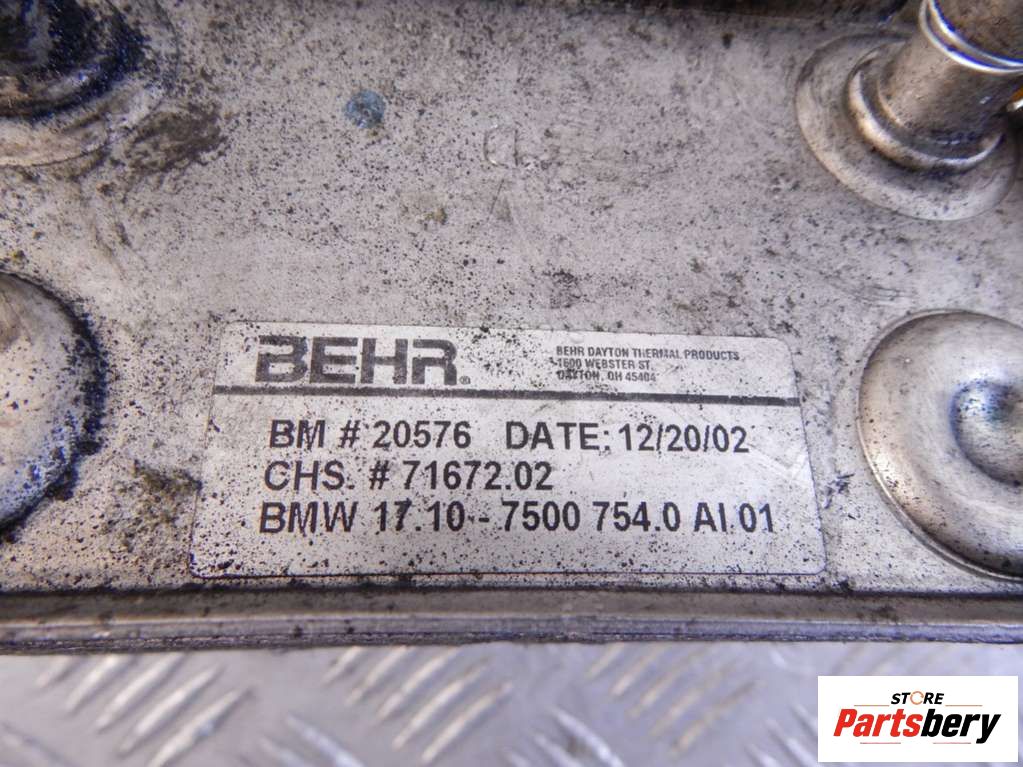 BEHR®
BEHR DAYTON THERMAL PRODUCTS
1600 WEBSTER ST.
DAYTON, OH 45404
BM # 20576 DATE: 12/20/02
CHS. # 71672.02
BMW 17.10 - 7500 754.0 AI 01
STORE
Partsbery